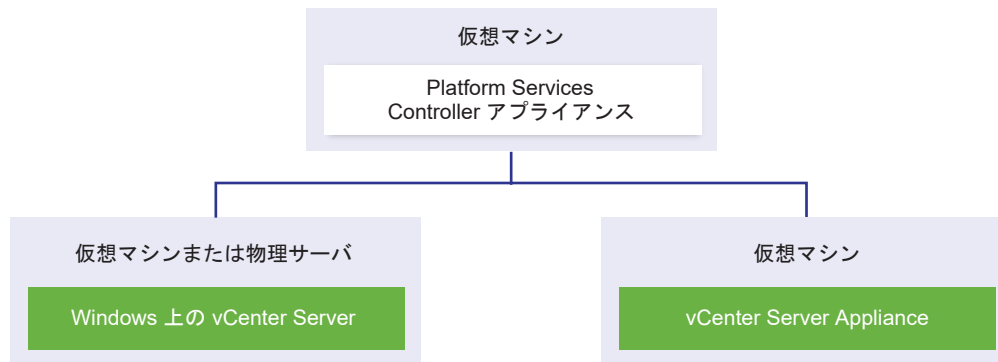 仮想マシン
Platform Services
Controller アプライアンス
仮想マシンまたは物理サーバ
Windows 上の vCenter Server
仮想マシン
vCenter Server Appliance